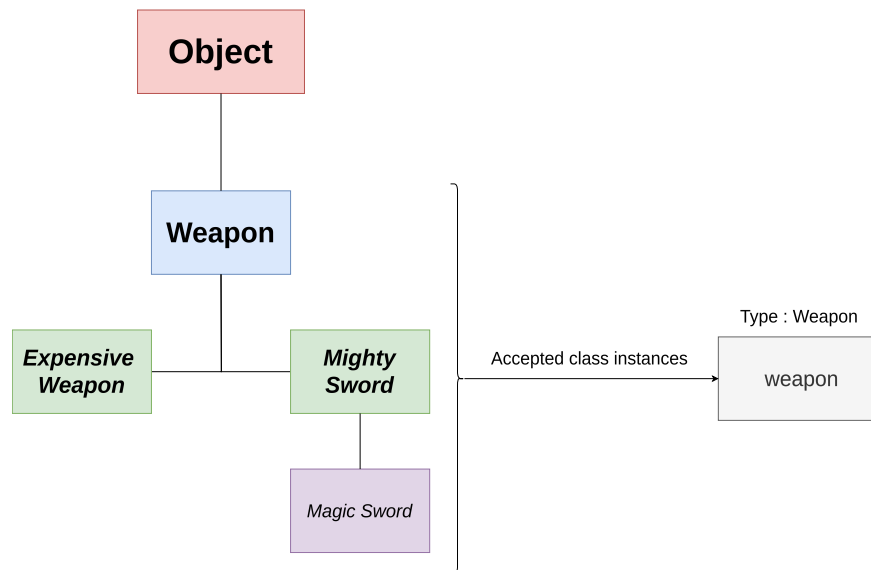 Object
Weapon
Type : Weapon
Expensive
Weapon
Mighty
Sword
Accepted class instances
weapon
Magic Sword